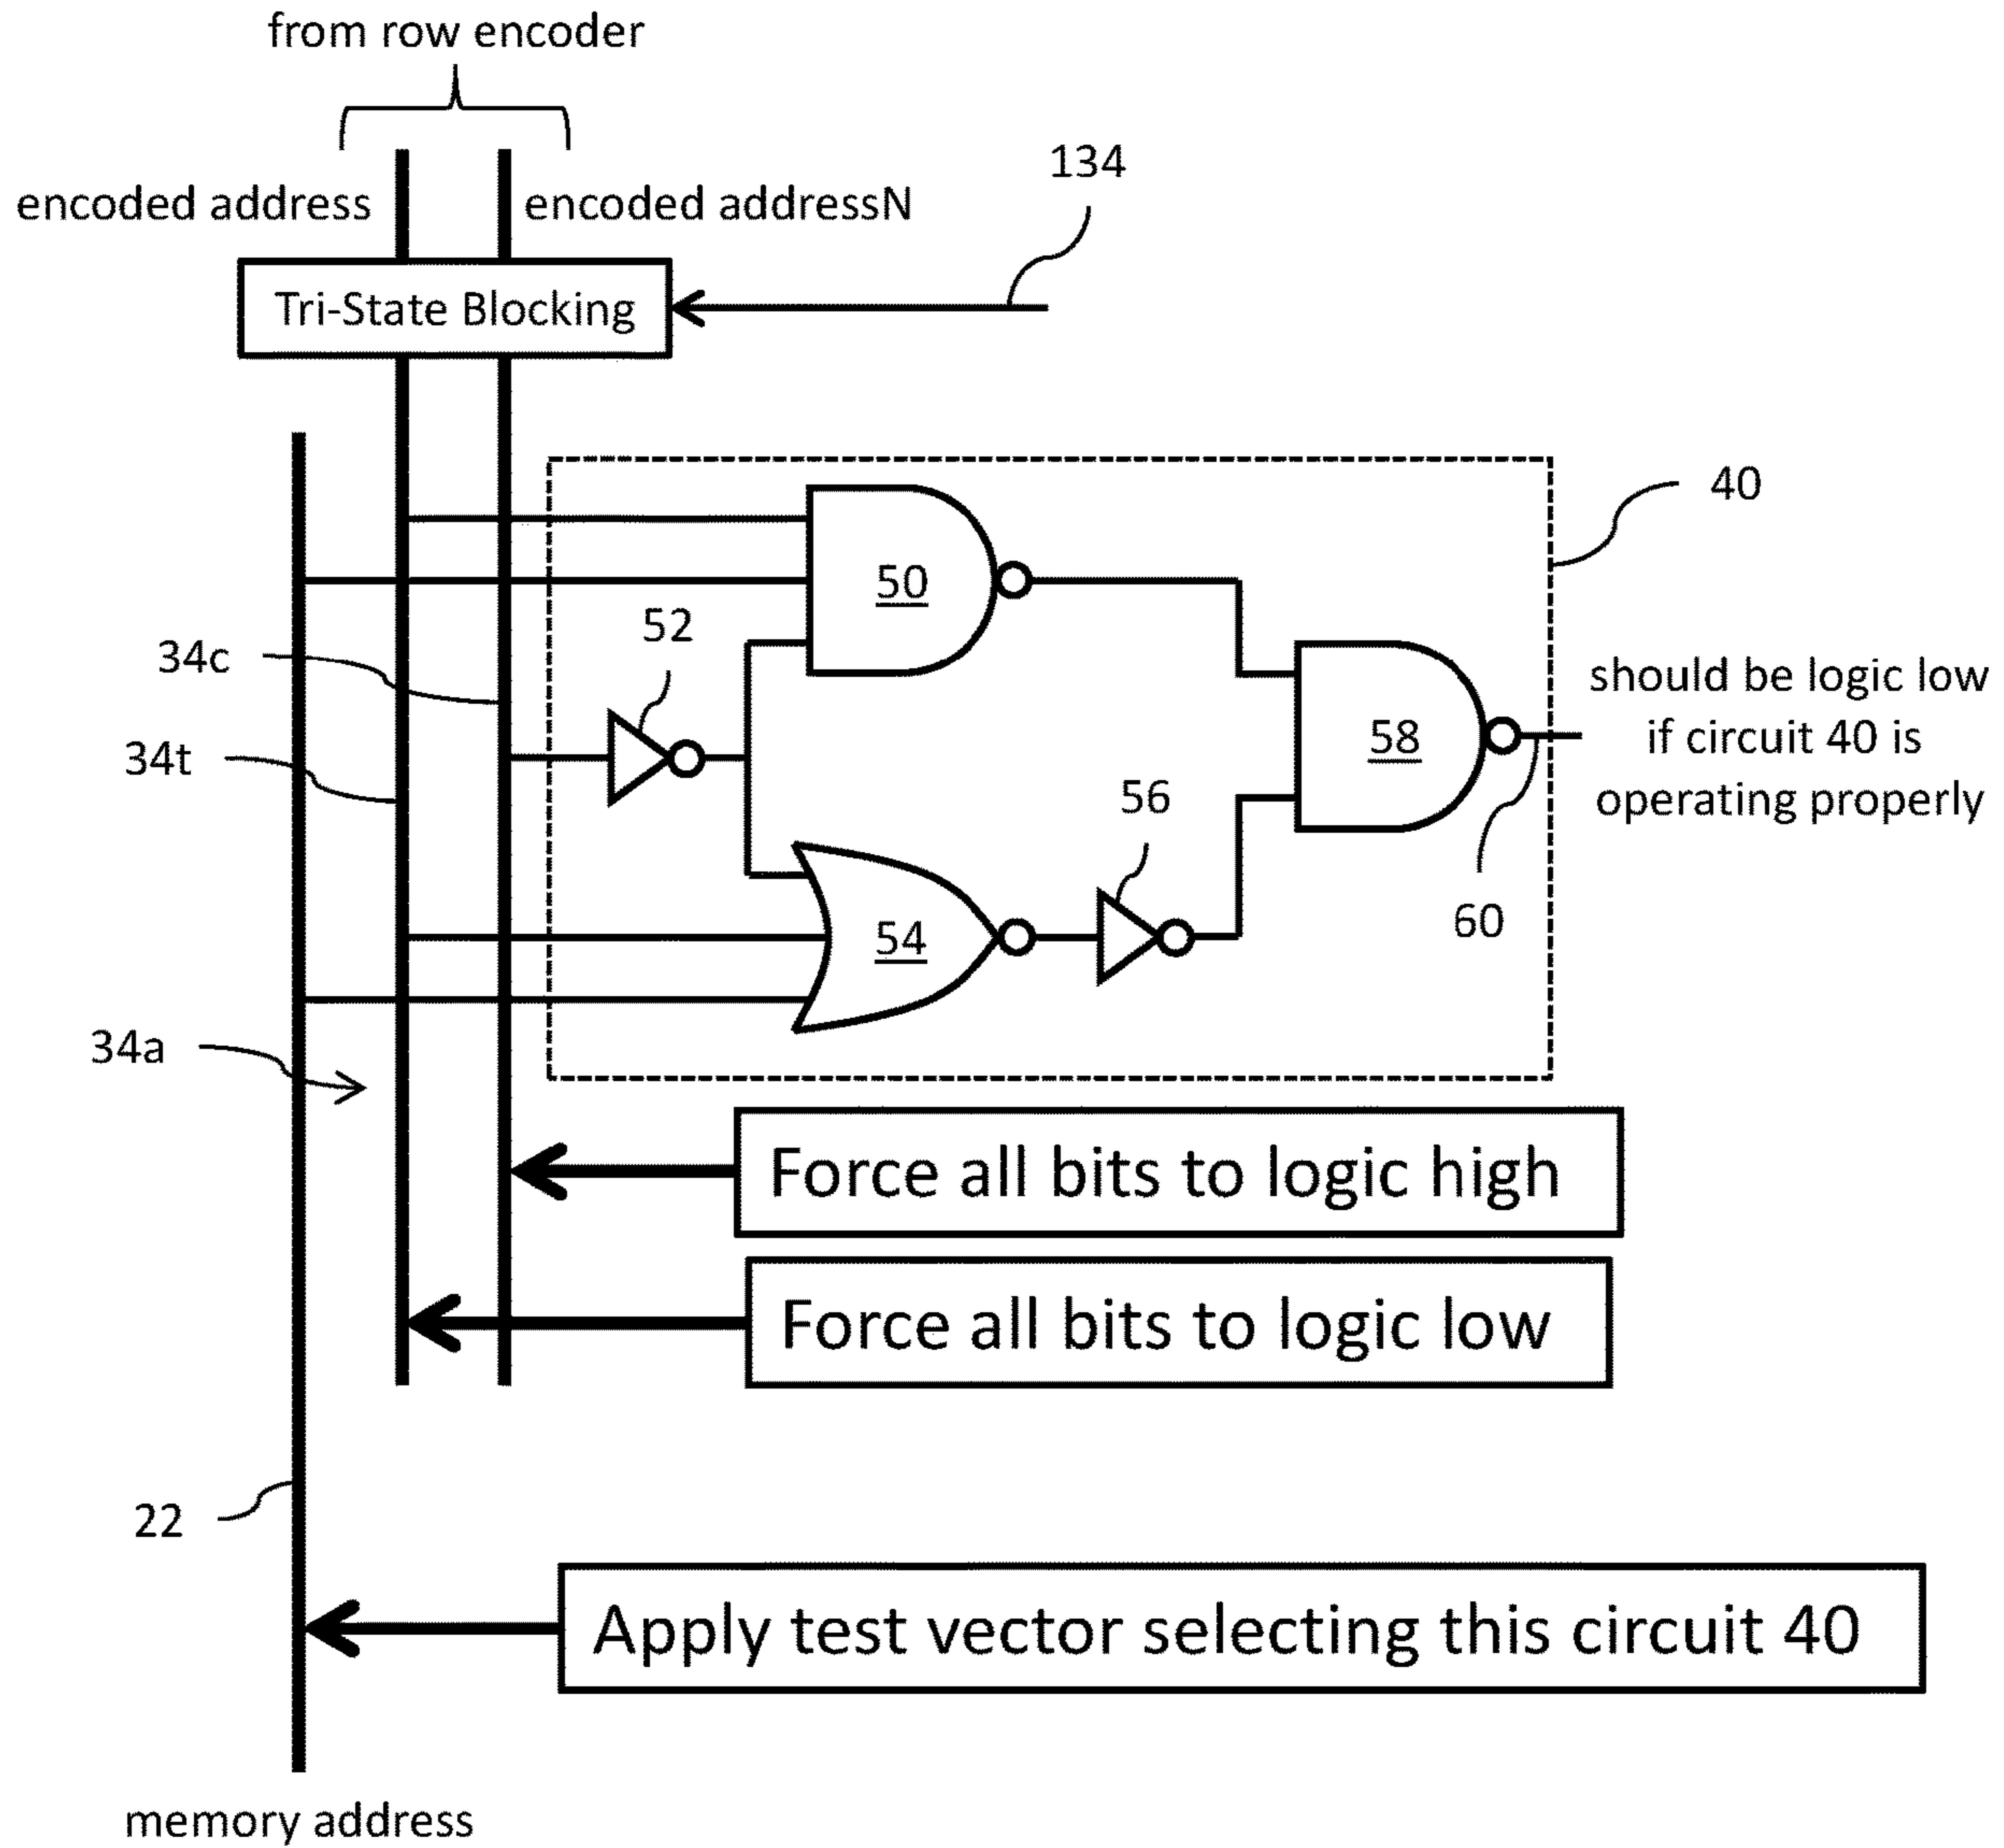 from row encoder
134
encoded address
encoded addressN
Tri-State Blocking
40
50
52
34c
should be logic low
if circuit 40 is
operating properly
58
34t
56
60
54
34a
Force all bits to logic high
Force all bits to logic low
22
Apply test vector selecting this circuit 40
memory address